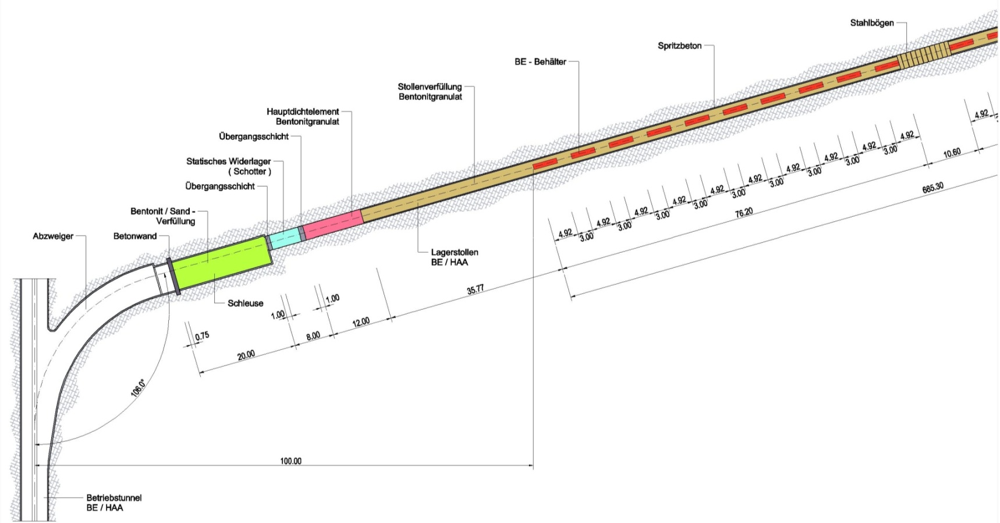 Stahlbögen
Spritzbeton
BE - Behälter
Stollenverfüllung
Bentonitgranulat
Hauptdichtelement
Bentonitgranulat
Übergangsschicht
Statisches Widerlager
( Schotter )
Übergangsschicht
Bentonit / Sand -
Verfüllung
Abzweiger
Betonwand
Lagerstollen
BE / HAA
Schleuse
4.92
3.00
4.92
3.00
4.92
3.00
4.92
3.00
4.92
3.00
4.92
3.00
4.92
3.00
4.92
3.00
4.92
3.00
4.92
4.92
10.60
76.20
685.30
35.77
1.00
1.00
12.00
8.00
0.75
20.00
106.0°
100.00
Betriebstunnel
BE / HAA